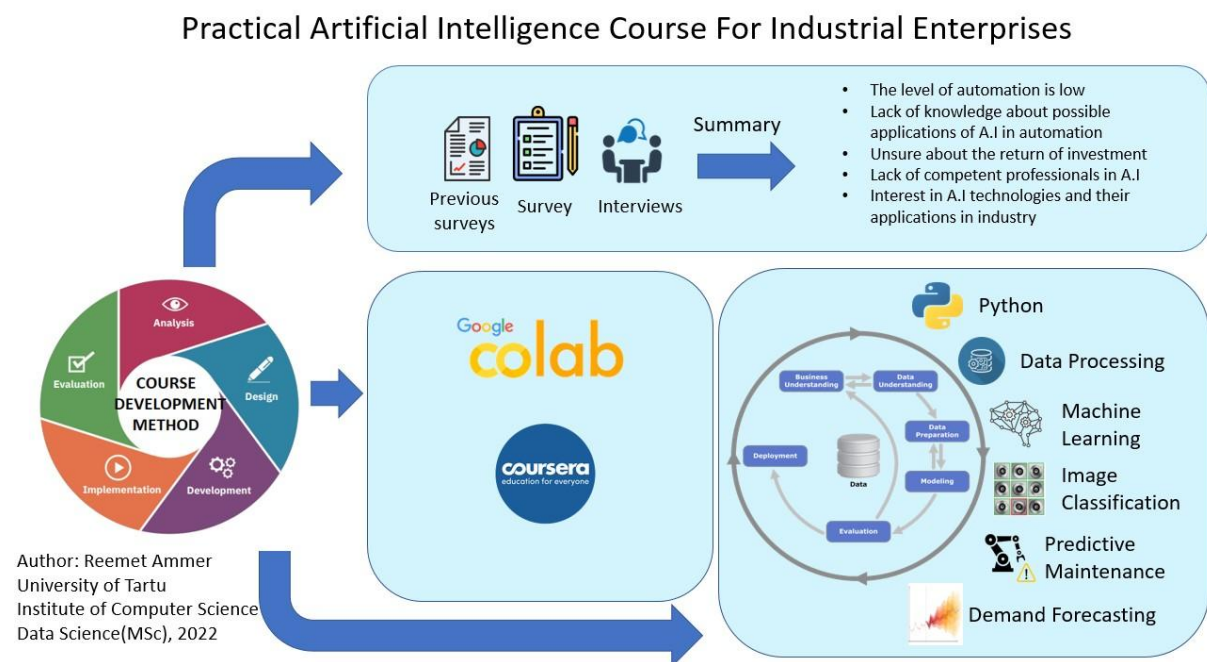 Practical Artificial Intelligence Course For Industrial Enterprises
Previous
surveys
Survey
Interviews
Summary
• The level of automation is low
• Lack of knowledge about possible
applications of A.I in automation
• Unsure about the return of investment
• Lack of competent professionals in A.I
• Interest in A.I technologies and their
applications in industry
Analysis
Design
Development
Implementation
Evaluation
COURSE
DEVELOPMENT
METHOD
Google
colab
coursera
education for everyone
Business
Understanding
Data
Understanding
Data
Preparation
Modeling
Evaluation
Deployment
Data
Python
Data Processing
Machine
Learning
Image
Classification
Predictive
Maintenance
Demand Forecasting
Author: Reemet Ammer
University of Tartu
Institute of Computer Science
Data Science(MSc), 2022